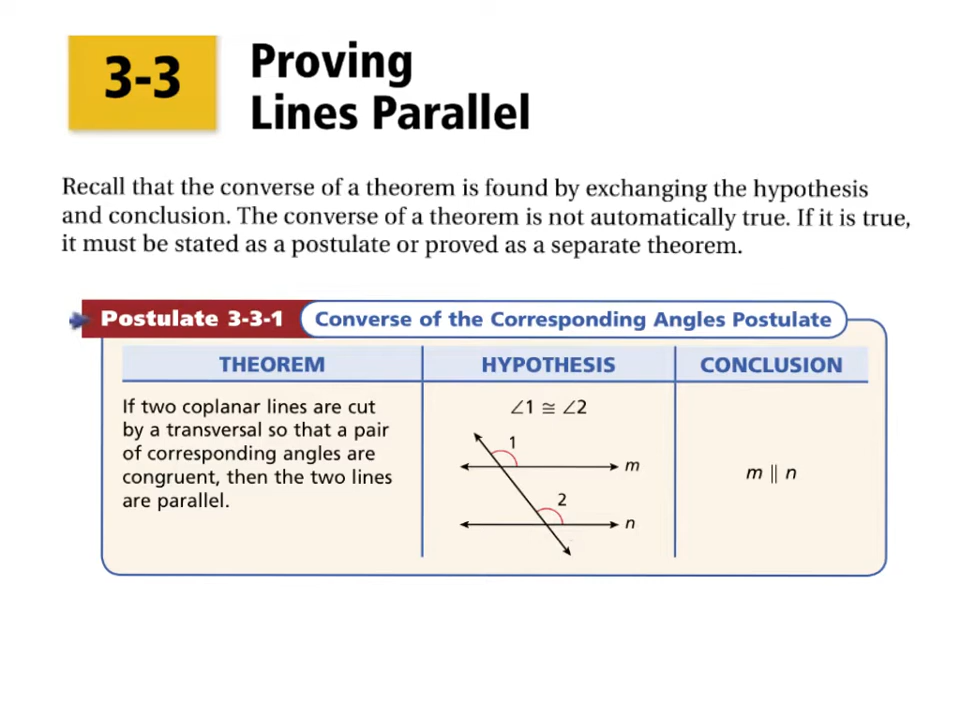 3-3
Proving
Lines Parallel
Recall that the converse of a theorem is found by exchanging the hypothesis
and conclusion. The converse of a theorem is not automatically true. If it is true,
it must be stated as a postulate or proved as a separate theorem.
Postulate 3-3-1 Converse of the Corresponding Angles Postulate
THEOREM HYPOTHESIS CONCLUSION
If two coplanar lines are cut
by a transversal so that a pair
of corresponding angles are
congruent, then the two lines
are parallel.
∠1 ≅ ∠2
1
m
2
n
m ∥ n